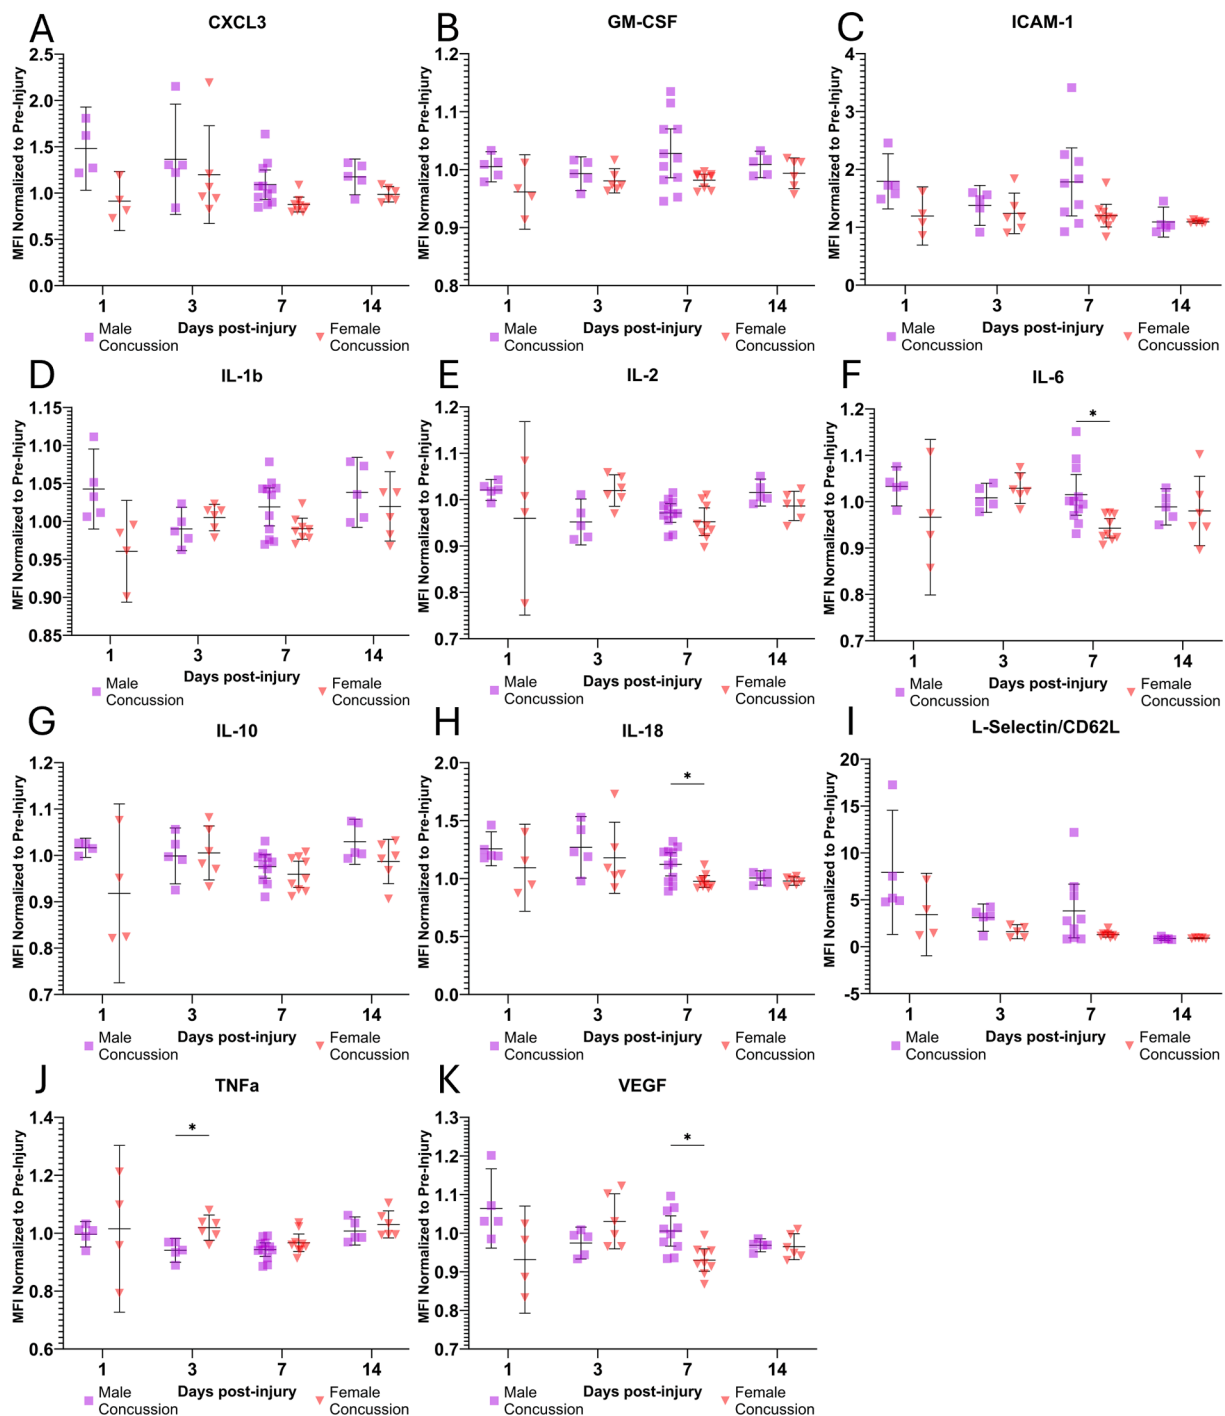 A
CXCL3
MFI Normalized to Pre-Injury
2.5
2.0
1.5
1.0
0.5
0.0
1 3 7 14
Days post-injury
Male Concussion
Female Concussion
B
GM-CSF
MFI Normalized to Pre-Injury
1.2
1.1
1.0
0.9
0.8
1 3 7 14
Days post-injury
Male Concussion
Female Concussion
C
ICAM-1
MFI Normalized to Pre-Injury
4
3
2
1
0
1 3 7 14
Days post-injury
Male Concussion
Female Concussion
D
IL-1b
MFI Normalized to Pre-Injury
1.15
1.10
1.05
1.00
0.95
0.90
0.85
1 3 7 14
Days post-injury
Male Concussion
Female Concussion
E
IL-2
MFI Normalized to Pre-Injury
1.2
1.1
1.0
0.9
0.8
0.7
1 3 7 14
Days post-injury
Male Concussion
Female Concussion
F
IL-6
MFI Normalized to Pre-Injury
1.2
1.1
1.0
0.9
0.8
0.7
*
1 3 7 14
Days post-injury
Male Concussion
Female Concussion
G
IL-10
MFI Normalized to Pre-Injury
1.2
1.1
1.0
0.9
0.8
0.7
1 3 7 14
Days post-injury
Male Concussion
Female Concussion
H
IL-18
MFI Normalized to Pre-Injury
2.0
1.5
1.0
0.5
0.0
*
1 3 7 14
Days post-injury
Male Concussion
Female Concussion
I
L-Selectin/CD62L
MFI Normalized to Pre-Injury
20
15
10
5
0
-5
1 3 7 14
Days post-injury
Male Concussion
Female Concussion
J
TNFa
MFI Normalized to Pre-Injury
1.4
1.2
1.0
0.8
0.6
*
1 3 7 14
Days post-injury
Male Concussion
Female Concussion
K
VEGF
MFI Normalized to Pre-Injury
1.3
1.2
1.1
1.0
0.9
0.8
0.7
*
1 3 7 14
Days post-injury
Male Concussion
Female Concussion